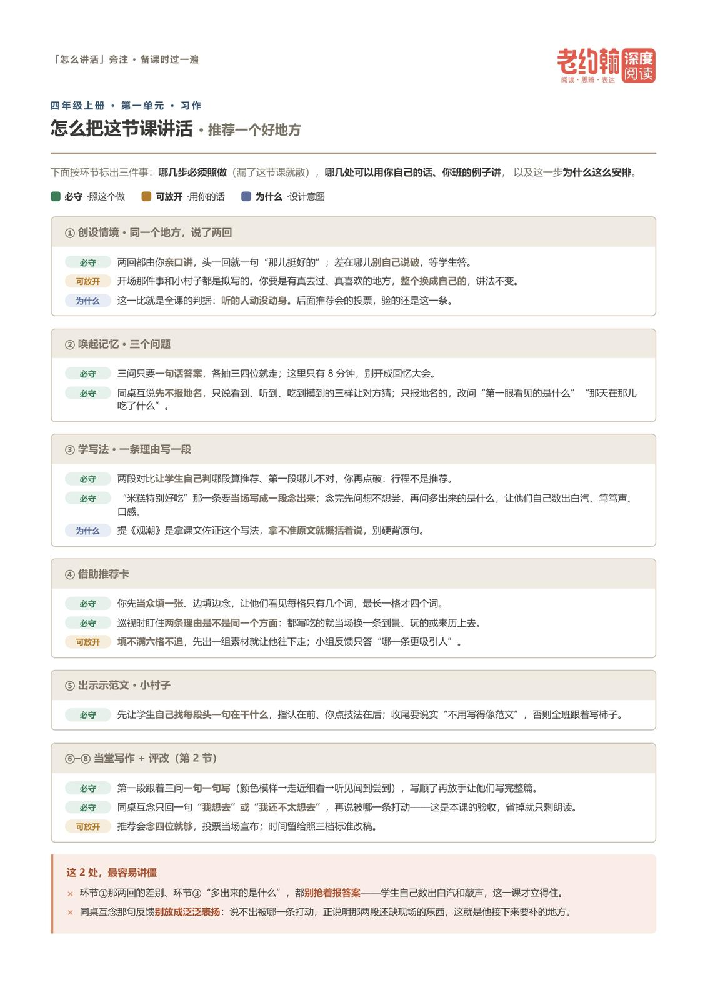 「怎么讲活」旁注 · 备课时过一遍
老约翰 深度阅读
阅读 · 思辨 · 表达
四年级上册 · 第一单元 · 习作
怎么把这节课讲活 · 推荐一个好地方
下面按环节标出三件事：哪几步必须照做（漏了这节课就散），哪几处可以用你自己的话、你班的例子讲， 以及这一步为什么这么安排。
必守 ·照这个做 可放开 ·用你的话 为什么 ·设计意图
① 创设情境 · 同一个地方，说了两回
必守 两回都由你亲口讲，头一回就一句“那儿挺好的”；差在哪儿别自己说破，等学生答。
可放开 开场那件事和小村子都是拟写的。你要是有真去过、真喜欢的地方，整个换成自己的，讲法不变。
为什么 这一比就是全课的判据：听的人动没动身。后面推荐会的投票，验的还是这一条。
② 唤起记忆 · 三个问题
必守 三问只要一句话答案，各抽三四位就走；这里只有 8 分钟，别开成回忆大会。
必守 同桌互说先不报地名，只说看到、听到、吃到摸到的三样让对方猜；只报地名的，改问“第一眼看见的是什么”“那天在那儿
吃了什么”。
③ 学写法 · 一条理由写一段
必守 两段对比让学生自己判哪段算推荐、第一段哪儿不对，你再点破：行程不是推荐。
必守 “米糕特别好吃”那一条要当场写成一段念出来；念完先问想不想尝，再问多出来的是什么，让他们自己数出白汽、笃笃声、
口感。
为什么 提《观潮》是拿课文佐证这个写法，拿不准原文就概括着说，别硬背原句。
④ 借助推荐卡
必守 你先当众填一张、边填边念，让他们看见每格只有几个词，最长一格才四个词。
必守 巡视时盯住两条理由是不是同一个方面：都写吃的就当场换一条到景、玩的或来历上去。
可放开 填不满六格不追，先出一组素材就让他往下走；小组反馈只答“哪一条更吸引人”。
⑤ 出示示范文 · 小村子
必守 先让学生自己找每段头一句在干什么，指认在前、你点技法在后；收尾要说实“不用写得像范文”，否则全班跟着写柿子。
⑥—⑧ 当堂写作 + 评改（第 2 节）
必守 第一段跟着三问一句一句写（颜色模样→走近细看→听见闻到尝到），写顺了再放手让他们写完整篇。
必守 同桌互念只回一句“我想去”或“我还不太想去”，再说被哪一条打动——这是本课的验收，省掉就只剩朗读。
可放开 推荐会念四位就够，投票当场宣布；时间留给照三档标准改稿。
这 2 处，最容易讲僵
× 环节①那两回的差别、环节③“多出来的是什么”，都别抢着报答案——学生自己数出白汽和敲声，这一课才立得住。
× 同桌互念那句反馈别放成泛泛表扬：说不出被哪一条打动，正说明那两段还缺现场的东西，这就是他接下来要补的地方。